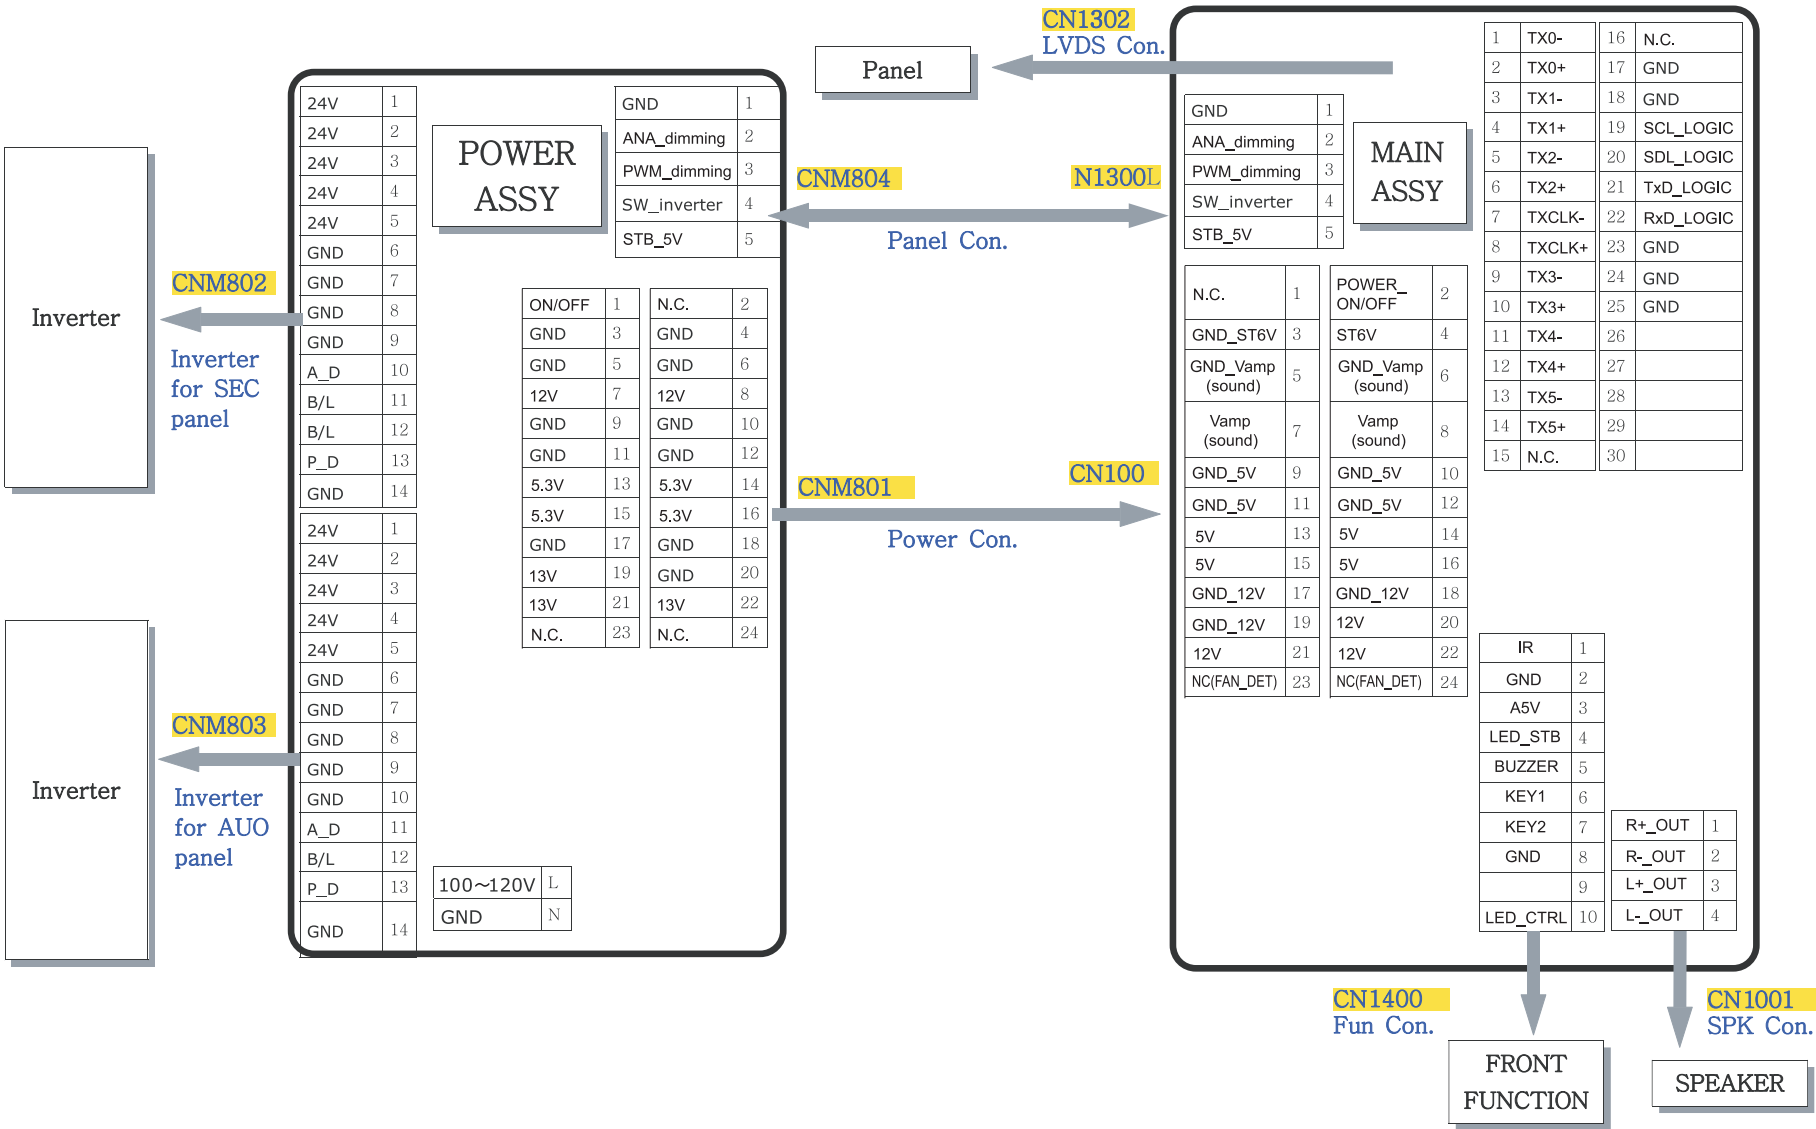 CN1302
LVDS Con.
Panel
POWER
ASSY
MAIN
ASSY
24V 1
24V 2
24V 3
24V 4
24V 5
GND 6
GND 7
GND 8
GND 9
A_D 10
B/L 11
B/L 12
P_D 13
GND 14
24V 1
24V 2
24V 3
24V 4
24V 5
GND 6
GND 7
GND 8
GND 9
GND 10
A_D 11
B/L 12
P_D 13
GND 14
GND 1
ANA_dimming 2
PWM_dimming 3
SW_inverter 4
STB_5V 5
ON/OFF 1 N.C. 2
GND 3 GND 4
GND 5 GND 6
12V 7 12V 8
GND 9 GND 10
GND 11 GND 12
5.3V 13 5.3V 14
5.3V 15 5.3V 16
GND 17 GND 18
13V 19 GND 20
13V 21 13V 22
N.C. 23 N.C. 24
100~120V L
GND N
Inverter
CNM802
Inverter
for SEC
panel
Inverter
CNM803
Inverter
for AUO
panel
CNM804
N1300L
Panel Con.
CNM801
CN100
Power Con.
GND 1
ANA_dimming 2
PWM_dimming 3
SW_inverter 4
STB_5V 5
N.C. 1 POWER_
ON/OFF 2
GND_ST6V 3 ST6V 4
GND_Vamp
(sound) 5 GND_Vamp
(sound) 6
Vamp
(sound) 7 Vamp
(sound) 8
GND_5V 9 GND_5V 10
GND_5V 11 GND_5V 12
5V 13 5V 14
5V 15 5V 16
GND_12V 17 GND_12V 18
GND_12V 19 12V 20
12V 21 12V 22
NC(FAN_DET) 23 NC(FAN_DET) 24
1 TX0- 16 N.C.
2 TX0+ 17 GND
3 TX1- 18 GND
4 TX1+ 19 SCL_LOGIC
5 TX2- 20 SDL_LOGIC
6 TX2+ 21 TxD_LOGIC
7 TXCLK- 22 RxD_LOGIC
8 TXCLK+ 23 GND
9 TX3- 24 GND
10 TX3+ 25 GND
11 TX4- 26
12 TX4+ 27
13 TX5- 28
14 TX5+ 29
15 N.C. 30
IR 1
GND 2
A5V 3
LED_STB 4
BUZZER 5
KEY1 6
KEY2 7
GND 8
9
LED_CTRL 10
R+_OUT 1
R-_OUT 2
L+_OUT 3
L-_OUT 4
CN1400
Fun Con.
CN1001
SPK Con.
FRONT
FUNCTION
SPEAKER